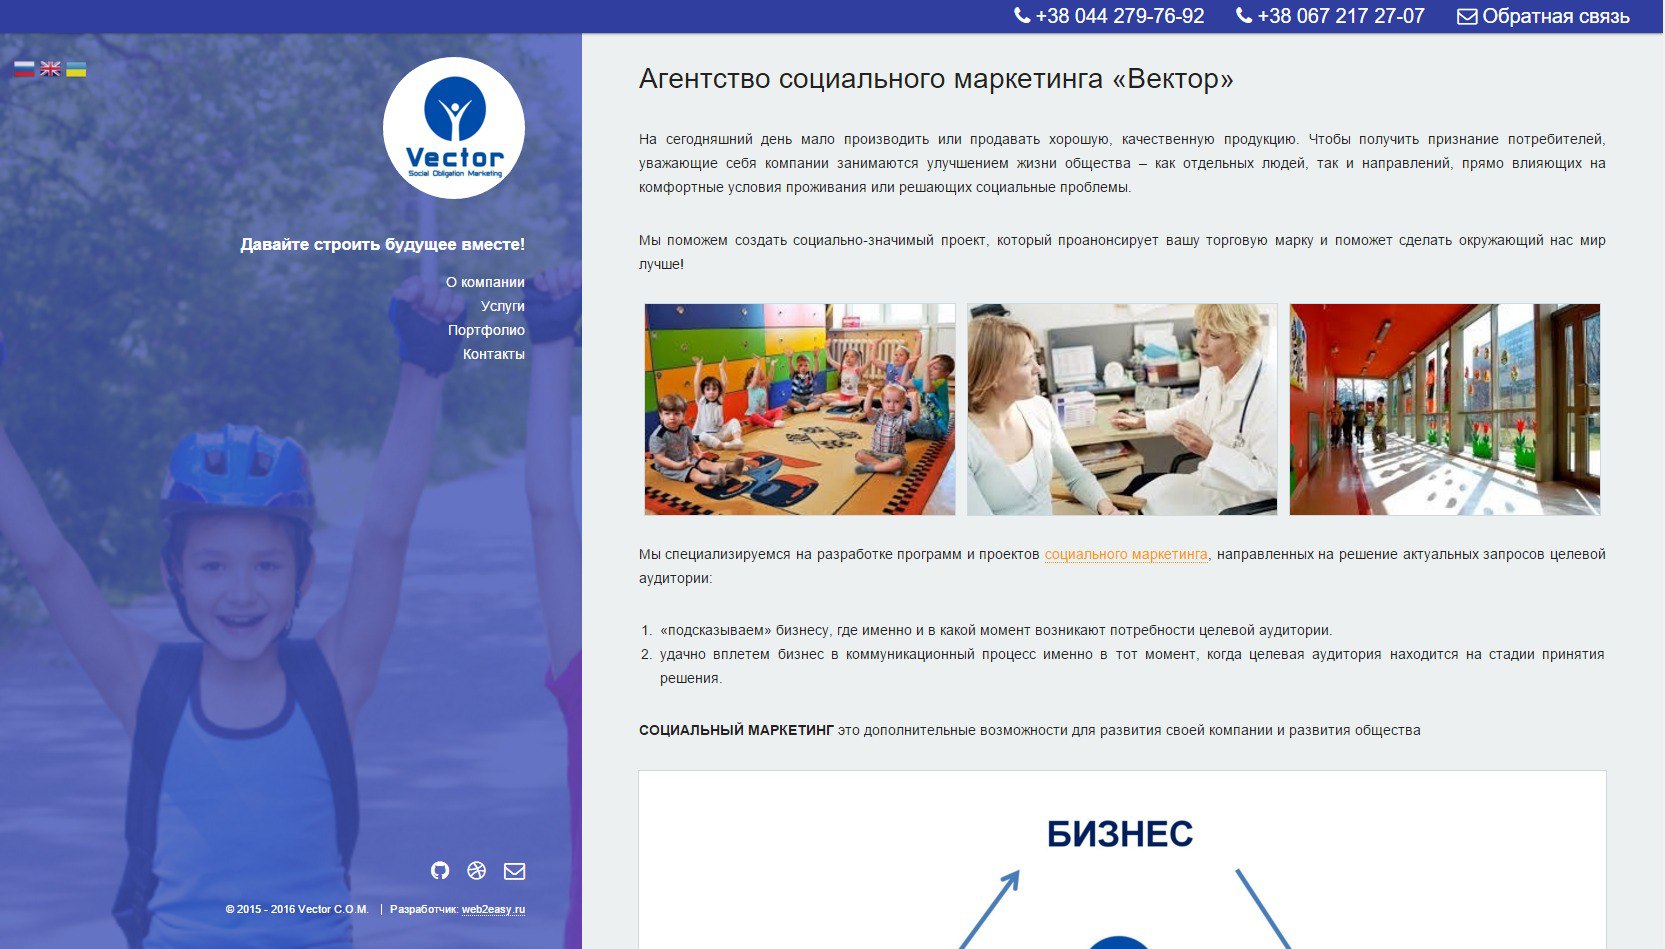 +38 044 279-76-92 +38 067 217 27-07 Обратная связь
Vector
Social Obligation Marketing
Давайте строить будущее вместе!
О компании
Услуги
Портфолио
Контакты
© 2015 - 2016 Vector C.O.M. | Разработчик: web2easy.ru
Агентство социального маркетинга «Вектор»
На сегодняшний день мало производить или продавать хорошую, качественную продукцию. Чтобы получить признание потребителей,
уважающие себя компании занимаются улучшением жизни общества – как отдельных людей, так и направлений, прямо влияющих на
комфортные условия проживания или решающих социальные проблемы.
Мы поможем создать социально-значимый проект, который проанонсирует вашу торговую марку и поможет сделать окружающий нас мир
лучше!
Мы специализируемся на разработке программ и проектов социального маркетинга, направленных на решение актуальных запросов целевой
аудитории:
1. «подсказываем» бизнесу, где именно и в какой момент возникают потребности целевой аудитории.
2. удачно вплетем бизнес в коммуникационный процесс именно в тот момент, когда целевая аудитория находится на стадии принятия
решения.
СОЦИАЛЬНЫЙ МАРКЕТИНГ это дополнительные возможности для развития своей компании и развития общества
БИЗНЕС